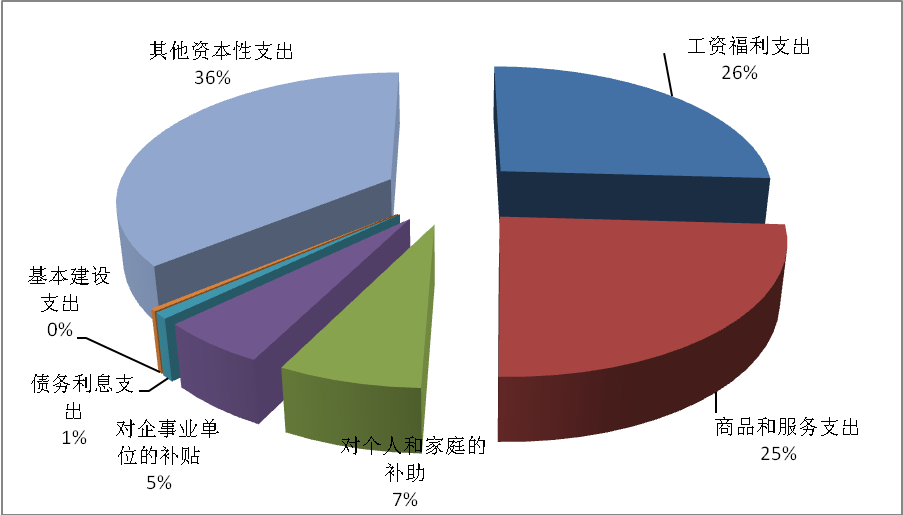 其他资本性支出
36%
工资福利支出
26%
基本建设
支出
0%
债务利息支
出
1%
对企事业单
位的补贴
5%
对个人和家庭的
补助
7%
商品和服务支出
25%